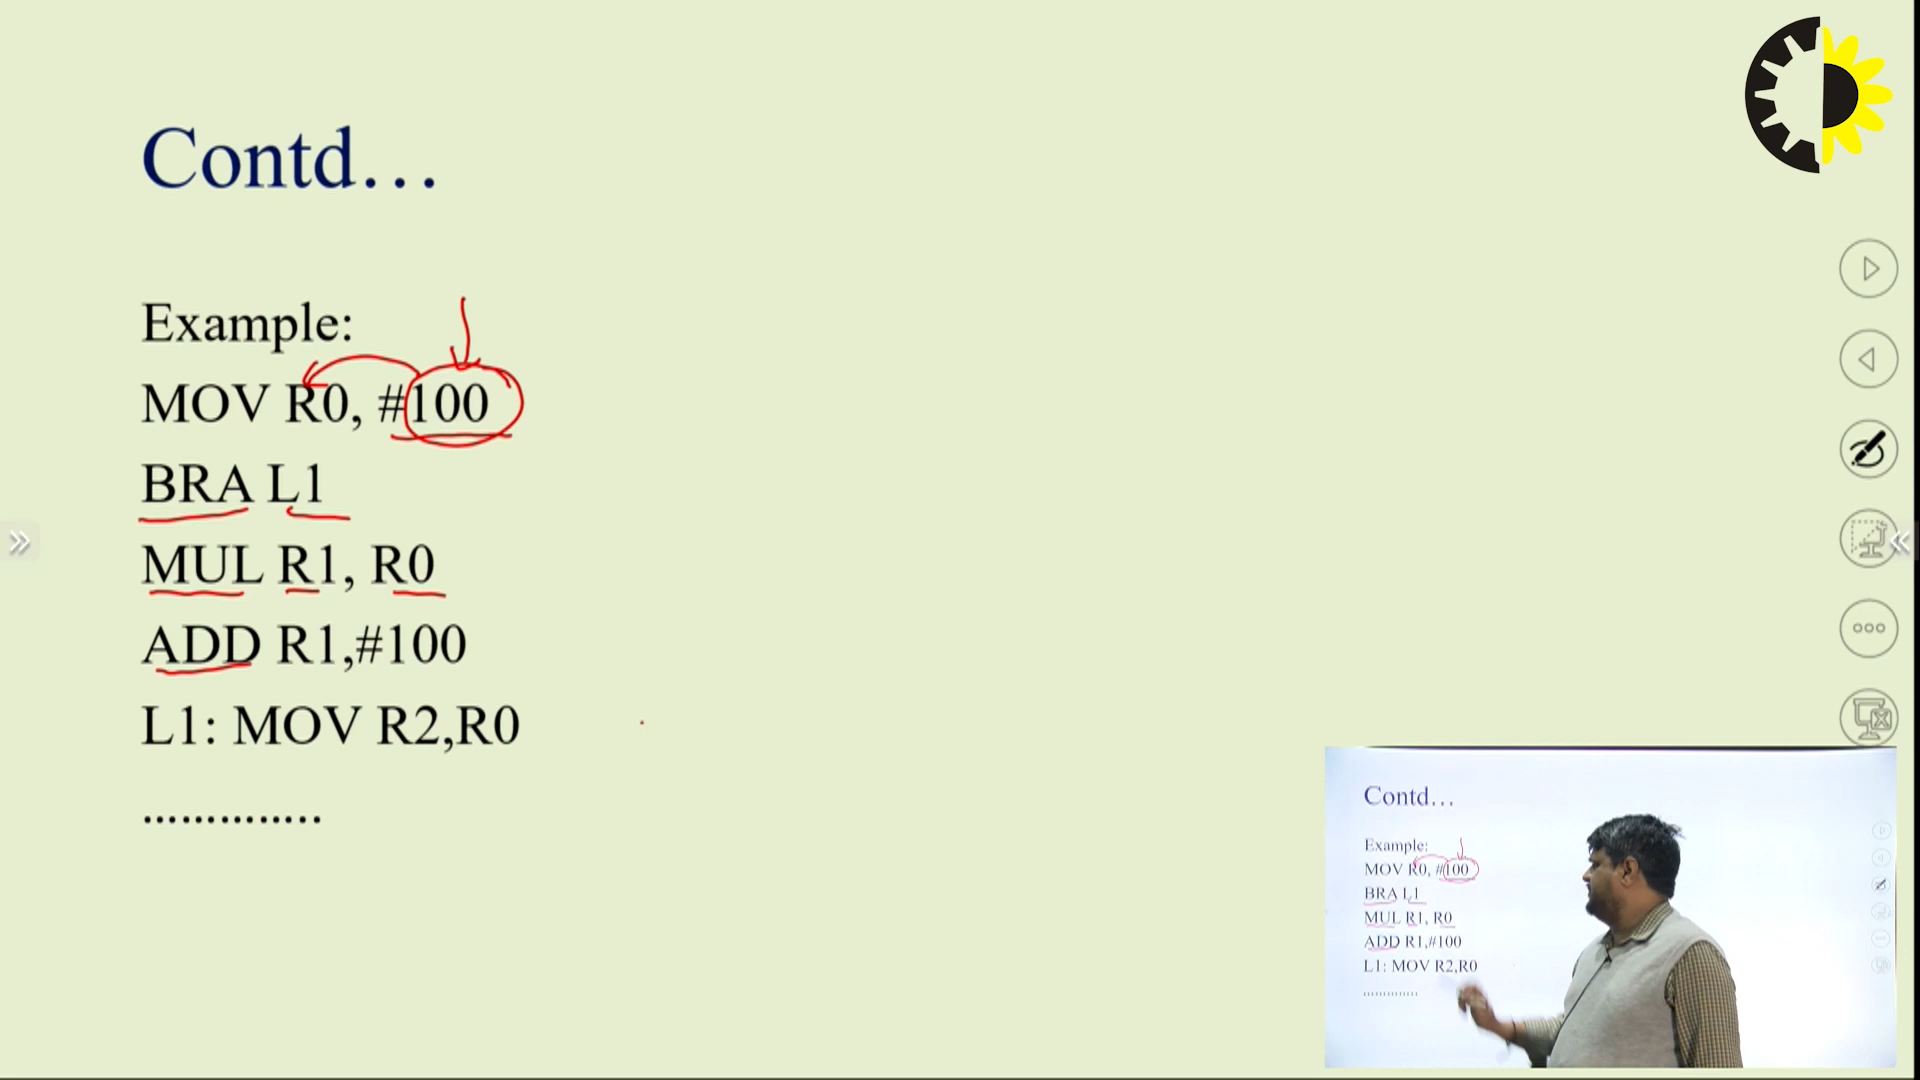 Contd...
Example:
MOV R0, #100
BRA L1
MUL R1, R0
ADD R1,#100
L1: MOV R2,R0
..............
Contd...
Example:
MOV R0, #100
BRA L1
MUL R1, R0
ADD R1,#100
L1: MOV R2,R0
..............